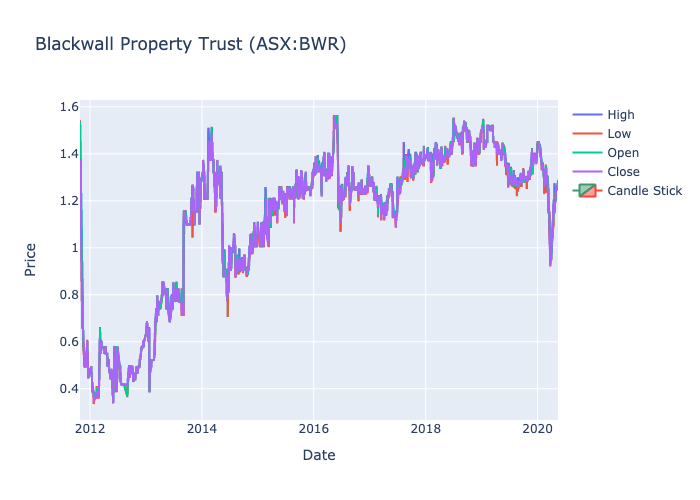 Blackwall Property Trust (ASX:BWR)
1.6
1.4
1.2
1
0.8
0.6
0.4
Price
2012 2014 2016 2018 2020
Date
High
Low
Open
Close
Candle Stick